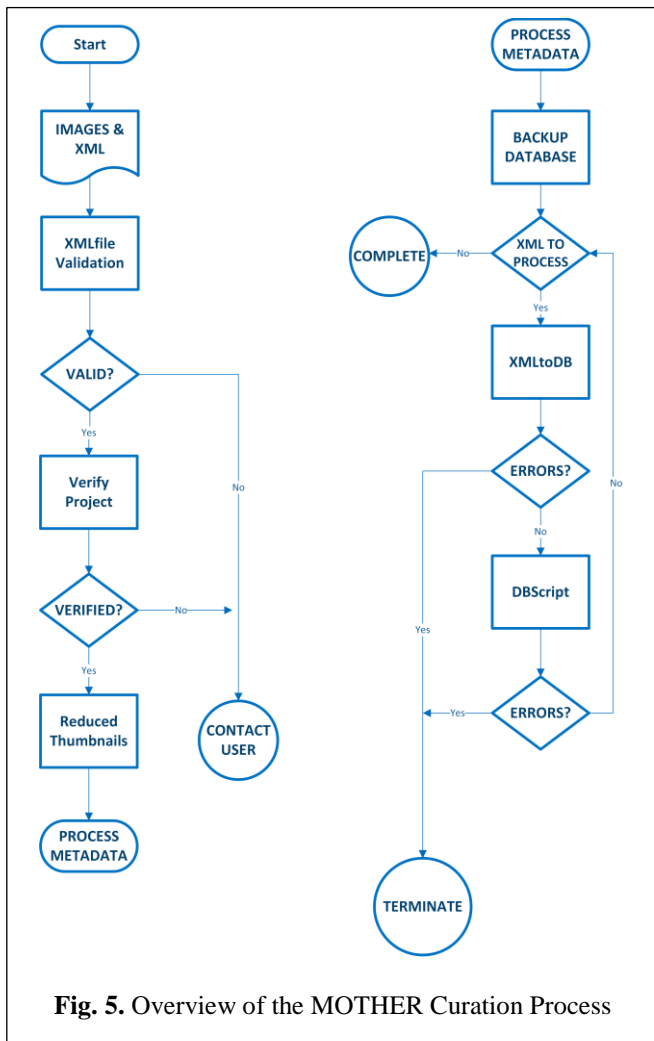 Start
IMAGES &
XML
XMLfile
Validation
VALID?
Yes
No
Verify
Project
VERIFIED?
No
Yes
Reduced
Thumbnails
CONTACT
USER
PROCESS
METADATA
PROCESS
METADATA
BACKUP
DATABASE
XML TO
PROCESS
No
COMPLETE
Yes
XMLtoDB
ERRORS?
No
No
DBScript
Yes
ERRORS?
Yes
TERMINATE
Fig. 5. Overview of the MOTHER Curation Process